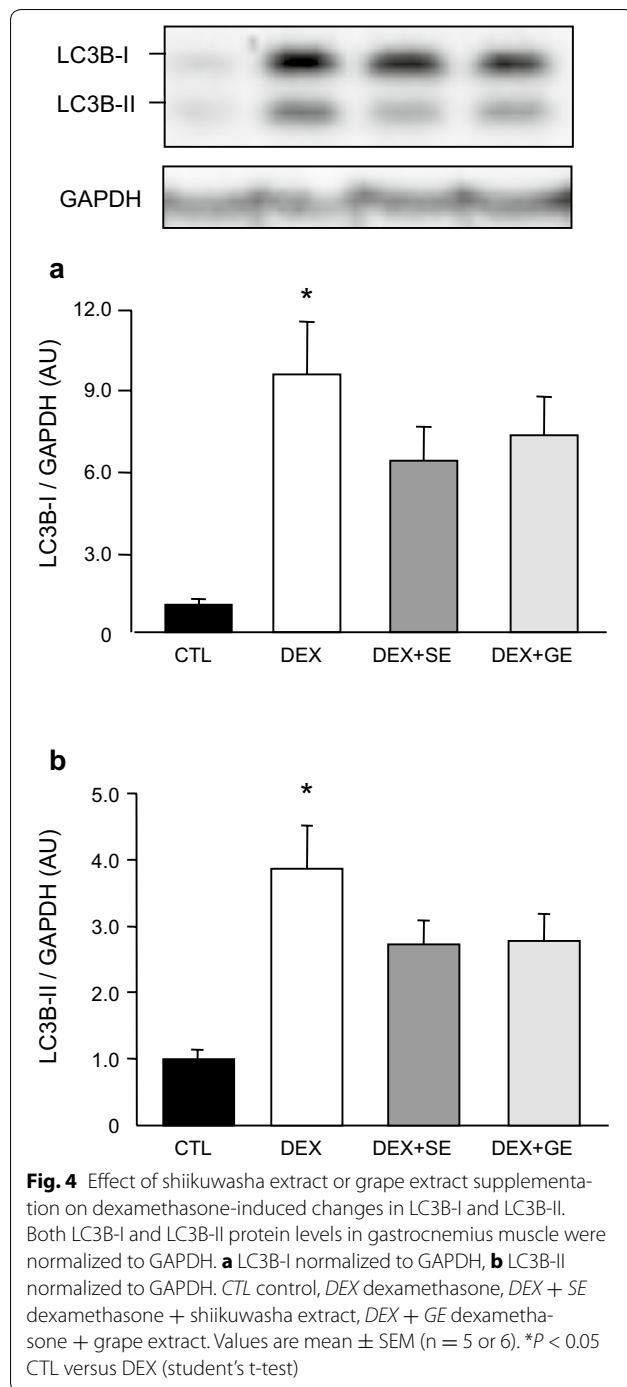 LC3B-I
LC3B-II
GAPDH
a
*
12.0
9.0
6.0
3.0
0
LC3B-I / GAPDH (AU)
CTL DEX DEX+SE DEX+GE
b
*
5.0
4.0
3.0
2.0
1.0
0
LC3B-II / GAPDH (AU)
CTL DEX DEX+SE DEX+GE
Fig. 4 Effect of shiikuwasha extract or grape extract supplementa-
tion on dexamethasone-induced changes in LC3B-I and LC3B-II.
Both LC3B-I and LC3B-II protein levels in gastrocnemius muscle were
normalized to GAPDH. a LC3B-I normalized to GAPDH, b LC3B-II
normalized to GAPDH. CTL control, DEX dexamethasone, DEX + SE
dexamethasone + shiikuwasha extract, DEX + GE dexametha-
sone + grape extract. Values are mean ± SEM (n = 5 or 6). *P < 0.05
CTL versus DEX (student's t-test)